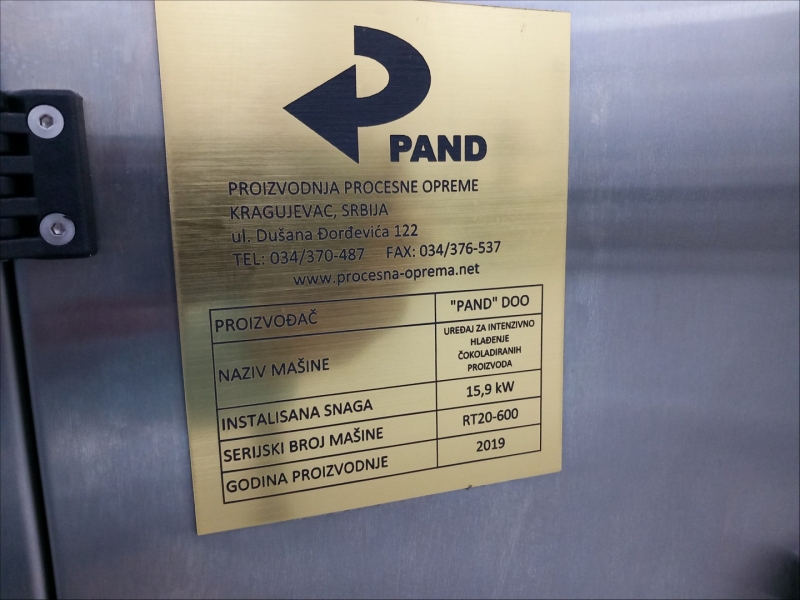 PAND
PROIZVODNJA PROCESNE OPREME
KRAGUJEVAC, SRBIJA
ul. Dušana Đorđevića 122
TEL: 034/370-487 FAX: 034/376-537
www.procesna-oprema.net
PROIZVOĐAČ "PAND" DOO
NAZIV MAŠINE UREĐAJ ZA INTENZIVNO
HLAĐENJE
ČOKOLADIRANIH
PROIZVODA
INSTALISANA SNAGA 15,9 kW
SERIJSKI BROJ MAŠINE RT20-600
GODINA PROIZVODNJE 2019